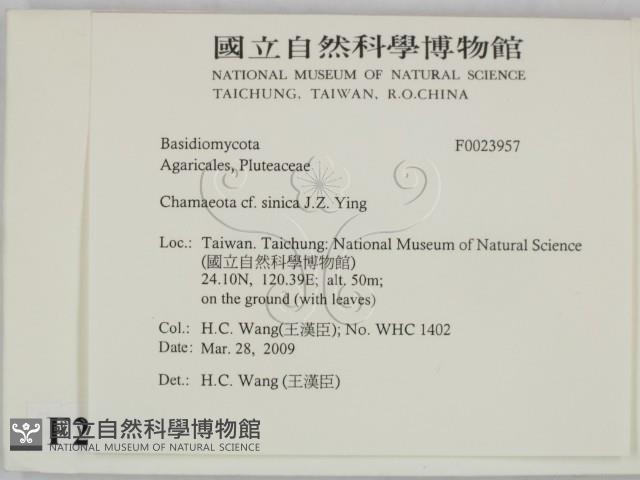 國立自然科學博物館
NATIONAL MUSEUM OF NATURAL SCIENCE
TAICHUNG, TAIWAN, R.O.CHINA
Basidiomycota F0023957
Agaricales, Pluteaceae
Chamaeota cf. sinica J.Z. Ying
Loc.: Taiwan. Taichung: National Museum of Natural Science
(國立自然科學博物館)
24.10N, 120.39E; alt. 50m;
on the ground (with leaves)
Col.: H.C. Wang(王漢臣); No. WHC 1402
Date: Mar. 28, 2009
Det.: H.C. Wang (王漢臣)
F2
國立自然科學博物館
NATIONAL MUSEUM OF NATURAL SCIENCE